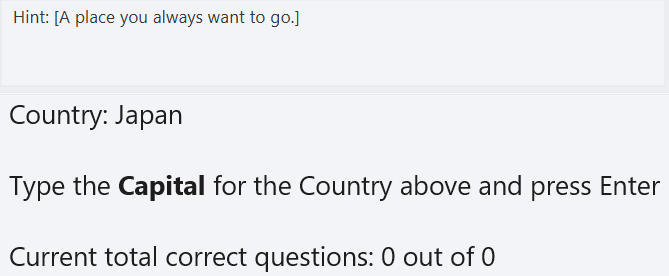 Hint: [A place you always want to go.]
Country: Japan
Type the Capital for the Country above and press Enter
Current total correct questions: 0 out of 0